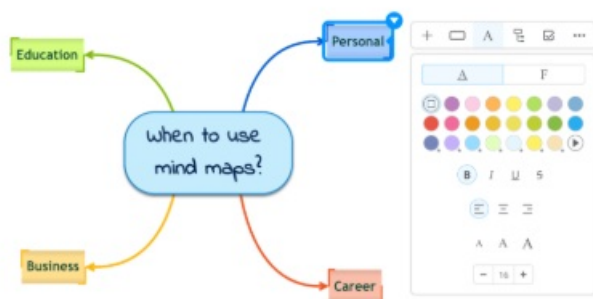 Education
Personal
When to use
mind maps?
Business
Career
A
A F
B I U S
A A A
− 16 +